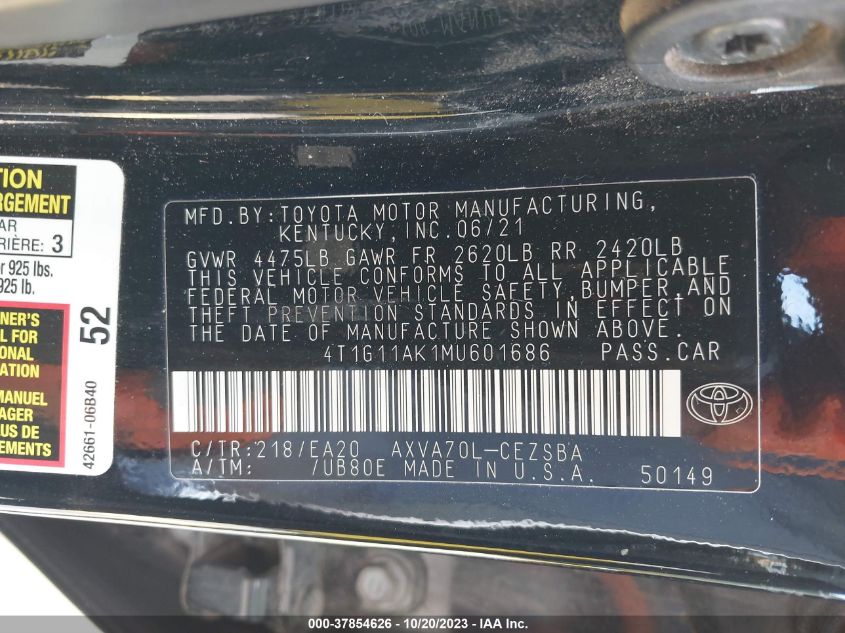 TION
RGEMENT
AR
RIÈRE: 3
r 925 lbs.
925 lb.
NER'S
L FOR
ONAL
ATION
MANUEL
AGER
US DE
EMENTS
52
42661-06B40
MFD.BY:TOYOTA MOTOR MANUFACTURING,
KENTUCKY, INC.06/21
GVWR 4475LB GAWR FR 2620LB RR 2420LB
THIS VEHICLE CONFORMS TO ALL APPLICABLE
FEDERAL MOTOR VEHICLE SAFETY,BUMPER,AND
THEFT PREVENTION STANDARDS IN EFFECT ON
THE DATE OF MANUFACTURE SHOWN ABOVE.
4T1G11AK1MU601686 PASS.CAR
C/TR:218/EA20 AXVA70L-CEZSBA
A/TM: /UB80E MADE IN U.S.A. 50149
000-37854626 - 10/20/2023 - IAA Inc.